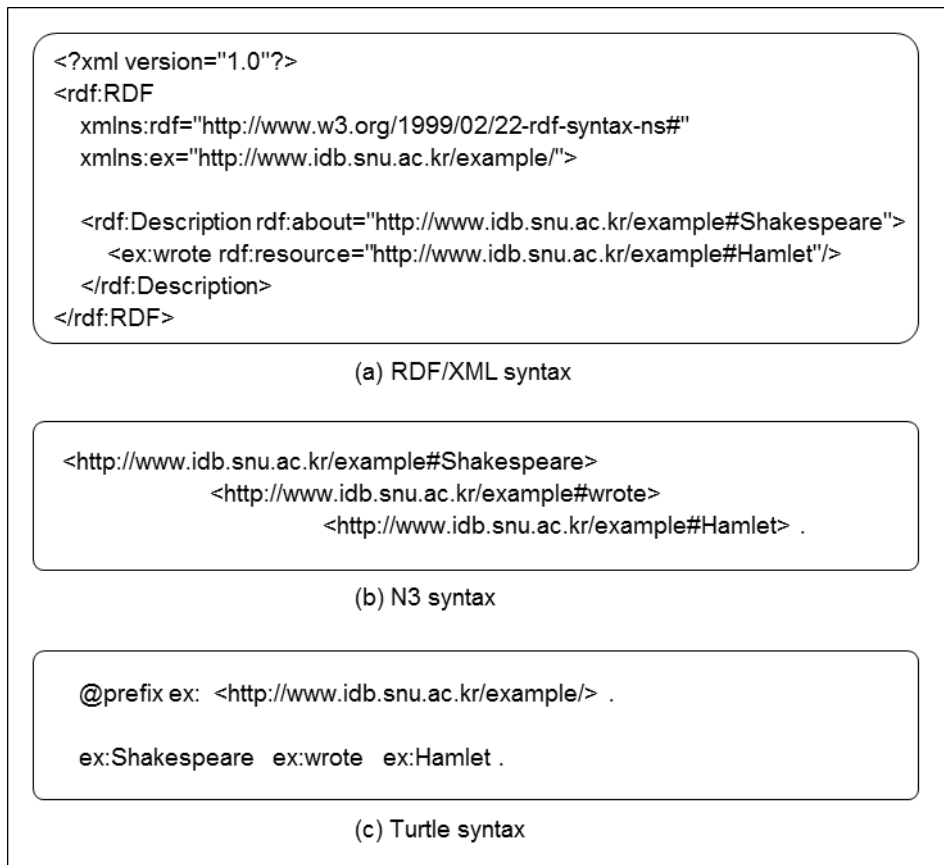 <?xml version="1.0"?>
<rdf:RDF
xmlns:rdf="http://www.w3.org/1999/02/22-rdf-syntax-ns#"
xmlns:ex="http://www.idb.snu.ac.kr/example/">
<rdf:Description rdf:about="http://www.idb.snu.ac.kr/example#Shakespeare">
<ex:wrote rdf:resource="http://www.idb.snu.ac.kr/example#Hamlet"/>
</rdf:Description>
</rdf:RDF>
(a) RDF/XML syntax
<http://www.idb.snu.ac.kr/example#Shakespeare>
<http://www.idb.snu.ac.kr/example#wrote>
<http://www.idb.snu.ac.kr/example#Hamlet> .
(b) N3 syntax
@prefix ex: <http://www.idb.snu.ac.kr/example/> .
ex:Shakespeare ex:wrote ex:Hamlet .
(c) Turtle syntax